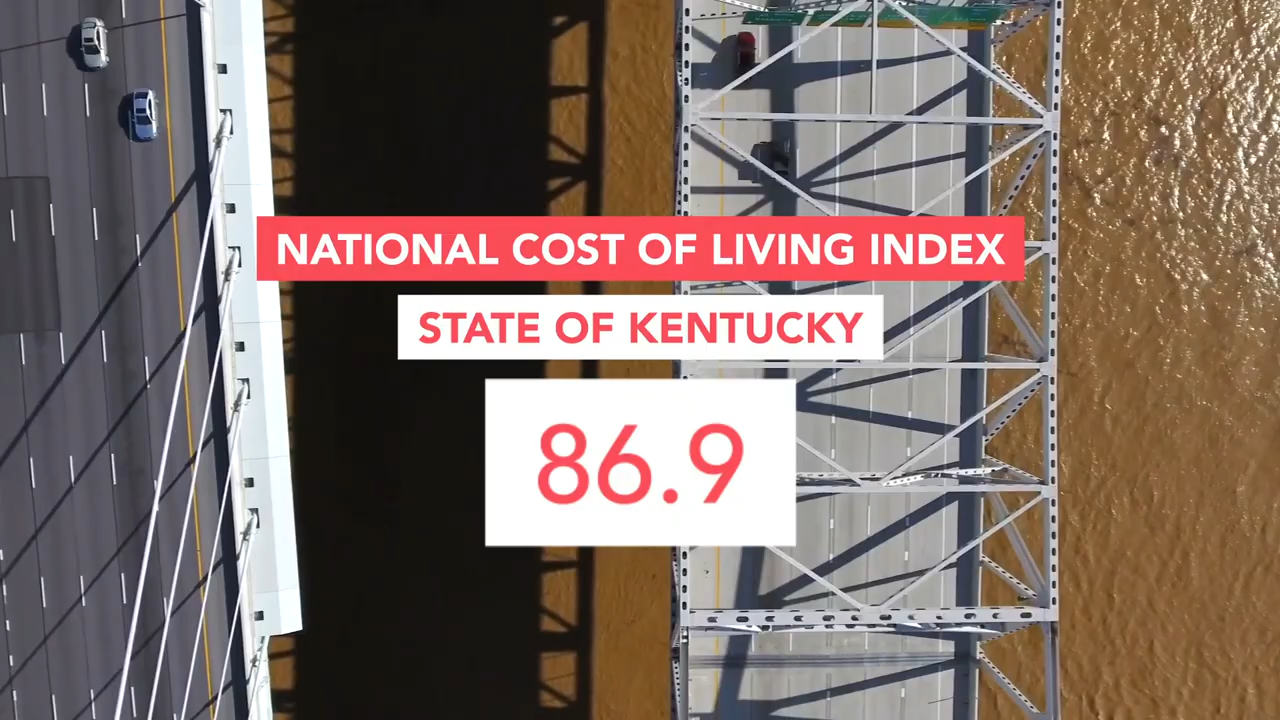 NATIONAL COST OF LIVING INDEX
STATE OF KENTUCKY
86.9